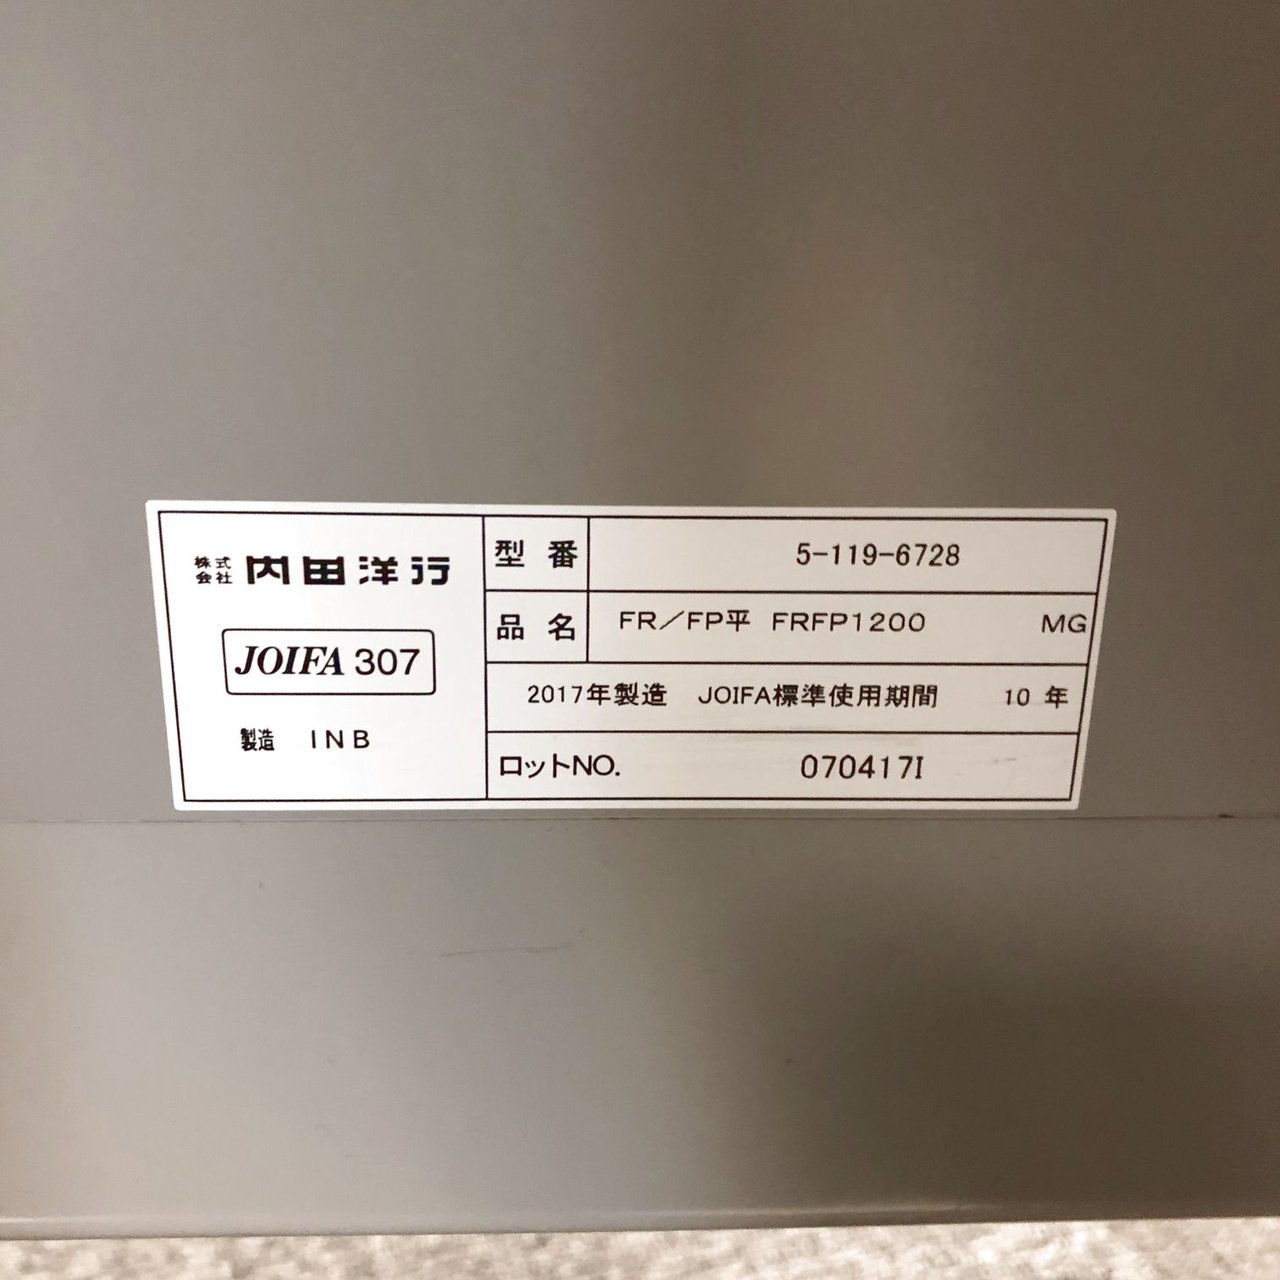 株式会社 内田洋行
JOIFA 307
製造 INB
型番 5-119-6728
品名 FR／FP平 FRFP1200 MG
2017年製造 JOIFA標準使用期間 10 年
ロットNO. 070417I